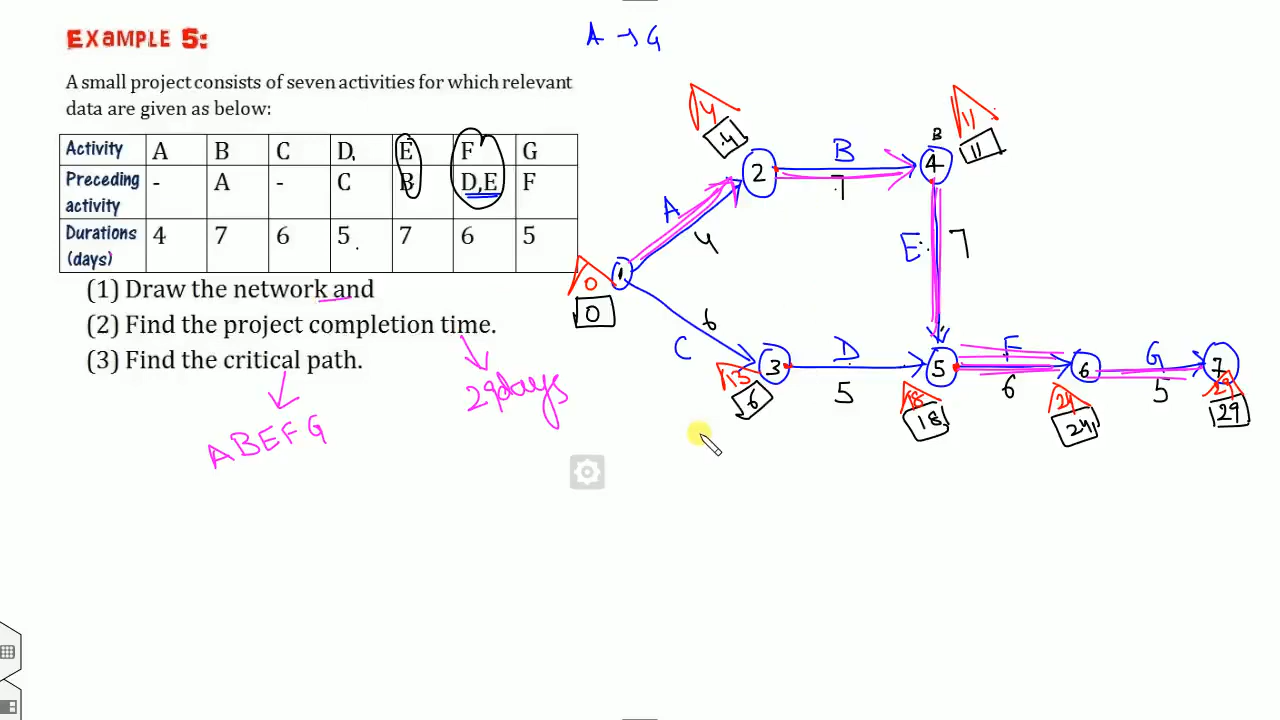 EXAMPLE 5:
A small project consists of seven activities for which relevant
data are given as below:
Activity A B C D, E F G
Preceding activity - A - C B D,E F
Durations (days) 4 7 6 5 7 6 5
(1) Draw the network and
(2) Find the project completion time.
(3) Find the critical path.
29days
ABEFG
A → G
4
4
11
11
B
2
B
4
7
A
4
E
7
0
1
0
6
C
3
D
5
F
6
G
7
13
6
5
18
18
6
24
24
5
29
29